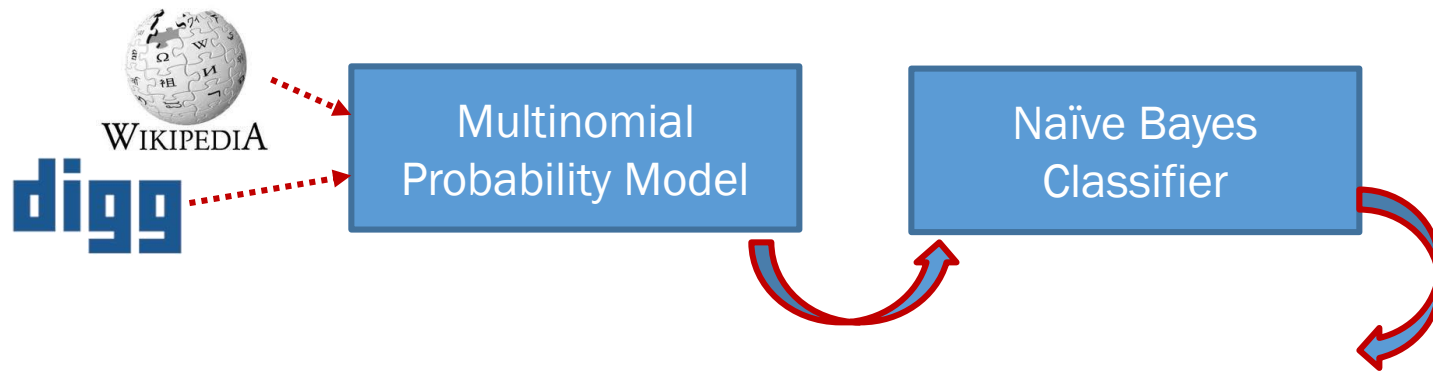 WIKIPEDIA
digg
Multinomial
Probability Model
Naïve Bayes
Classifier